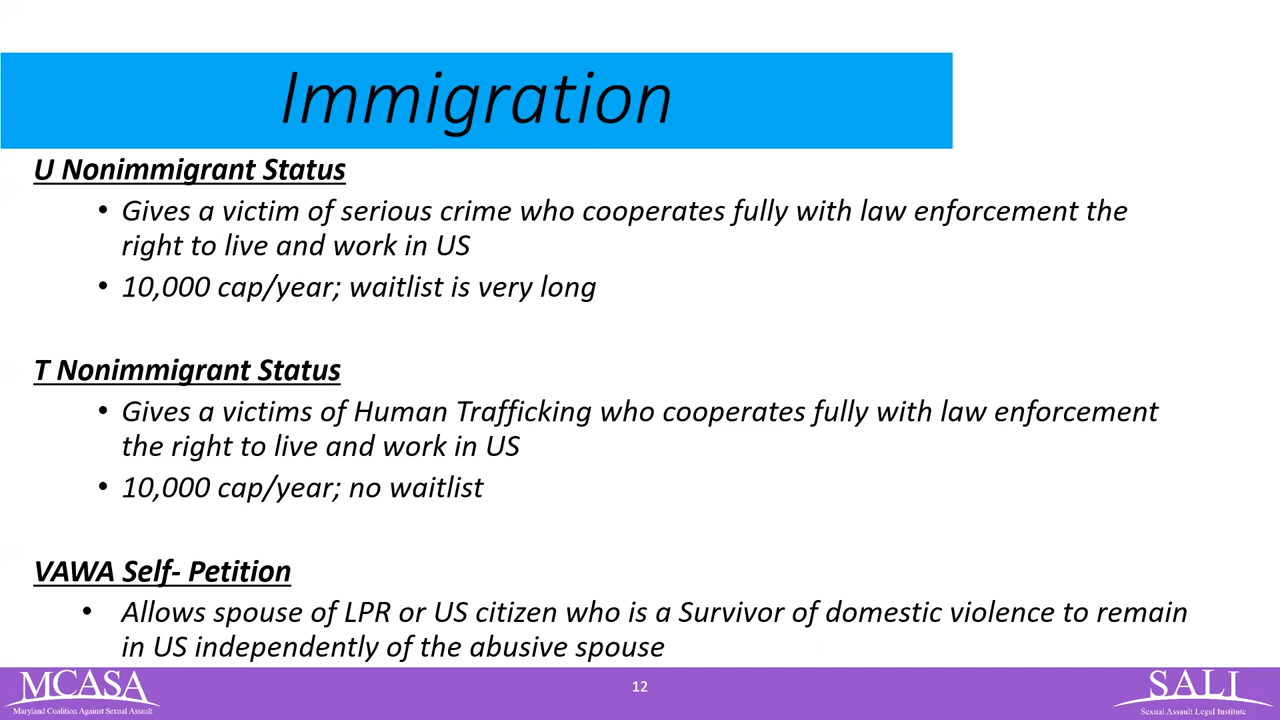 Immigration
U Nonimmigrant Status
• Gives a victim of serious crime who cooperates fully with law enforcement the
right to live and work in US
• 10,000 cap/year; waitlist is very long
T Nonimmigrant Status
• Gives a victims of Human Trafficking who cooperates fully with law enforcement
the right to live and work in US
• 10,000 cap/year; no waitlist
VAWA Self- Petition
• Allows spouse of LPR or US citizen who is a Survivor of domestic violence to remain
in US independently of the abusive spouse
MCASA
Maryland Coalition Against Sexual Assault
12
SALI
Sexual Assault Legal Institute